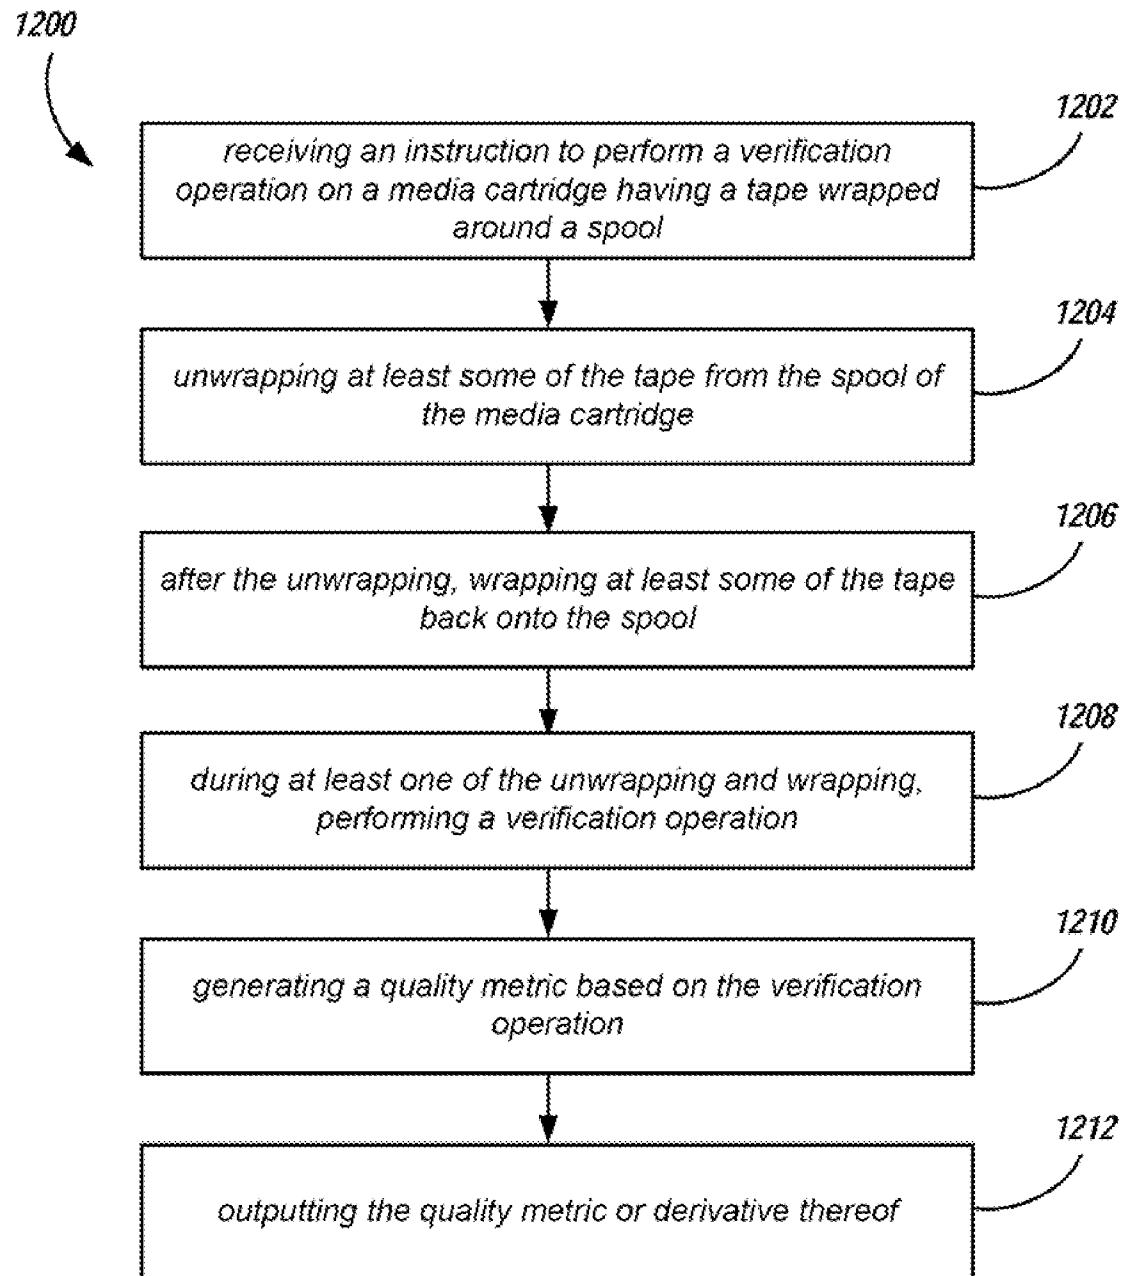 1200
1202
receiving an instruction to perform a verification
operation on a media cartridge having a tape wrapped
around a spool
1204
unwrapping at least some of the tape from the spool of
the media cartridge
1206
after the unwrapping, wrapping at least some of the tape
back onto the spool
1208
during at least one of the unwrapping and wrapping,
performing a verification operation
1210
generating a quality metric based on the verification
operation
1212
outputting the quality metric or derivative thereof